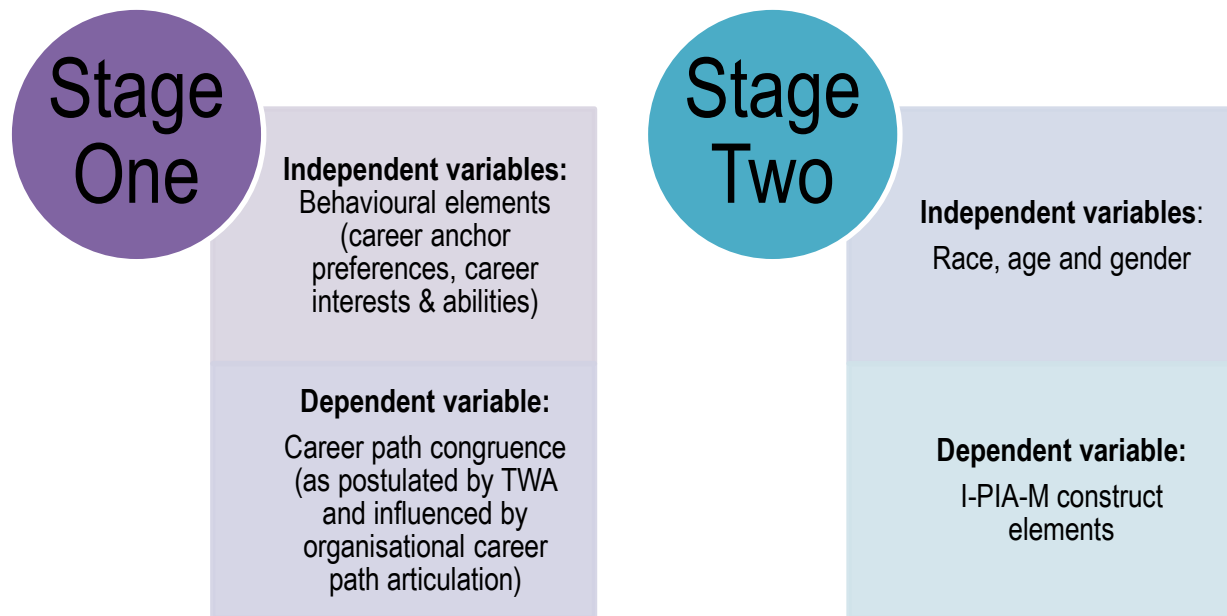 Stage
One
Independent variables:
Behavioural elements
(career anchor
preferences, career
interests & abilities)
Dependent variable:
Career path congruence
(as postulated by TWA
and influenced by
organisational career
path articulation)
Stage
Two
Independent variables:
Race, age and gender
Dependent variable:
I-PIA-M construct
elements